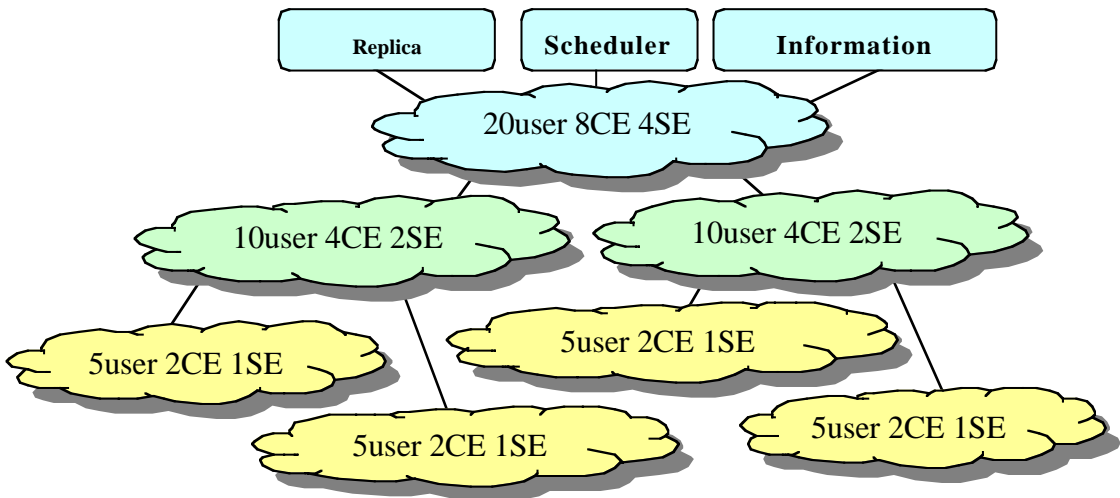 Replica
Scheduler
Information
20user 8CE 4SE
10user 4CE 2SE
10user 4CE 2SE
5user 2CE 1SE
5user 2CE 1SE
5user 2CE 1SE
5user 2CE 1SE